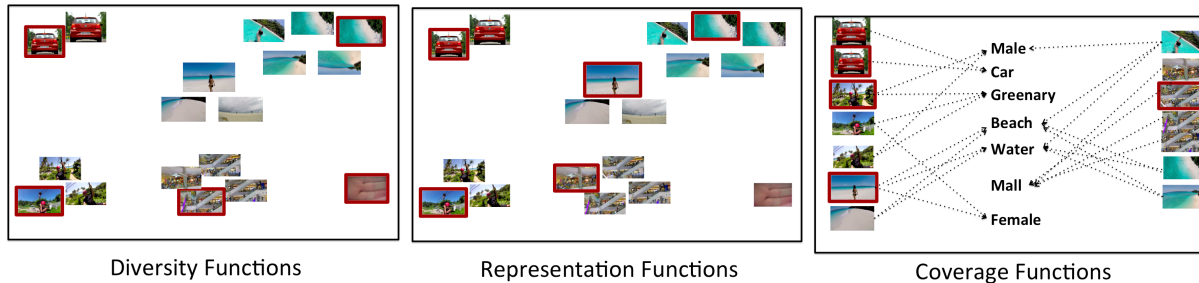 Male
Car
Greenary
Beach
Water
Mall
Female
Diversity Functions
Representation Functions
Coverage Functions